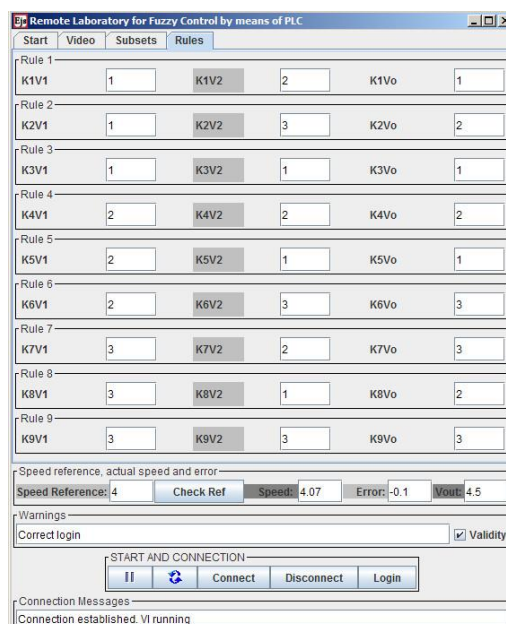 Ejs Remote Laboratory for Fuzzy Control by means of PLC
Start Video Subsets Rules
Rule 1
K1V1 1 K1V2 2 K1Vo 1
Rule 2
K2V1 1 K2V2 3 K2Vo 2
Rule 3
K3V1 1 K3V2 1 K3Vo 1
Rule 4
K4V1 2 K4V2 2 K4Vo 2
Rule 5
K5V1 2 K5V2 1 K5Vo 1
Rule 6
K6V1 2 K6V2 3 K6Vo 3
Rule 7
K7V1 3 K7V2 2 K7Vo 3
Rule 8
K8V1 3 K8V2 1 K8Vo 2
Rule 9
K9V1 3 K9V2 3 K9Vo 3
Speed reference, actual speed and error
Speed Reference: 4 Check Ref Speed: 4.07 Error: -0.1 Vout: 4.5
Warnings
Correct login Validity
START AND CONNECTION
Connect Disconnect Login
Connection Messages
Connection established. VI running